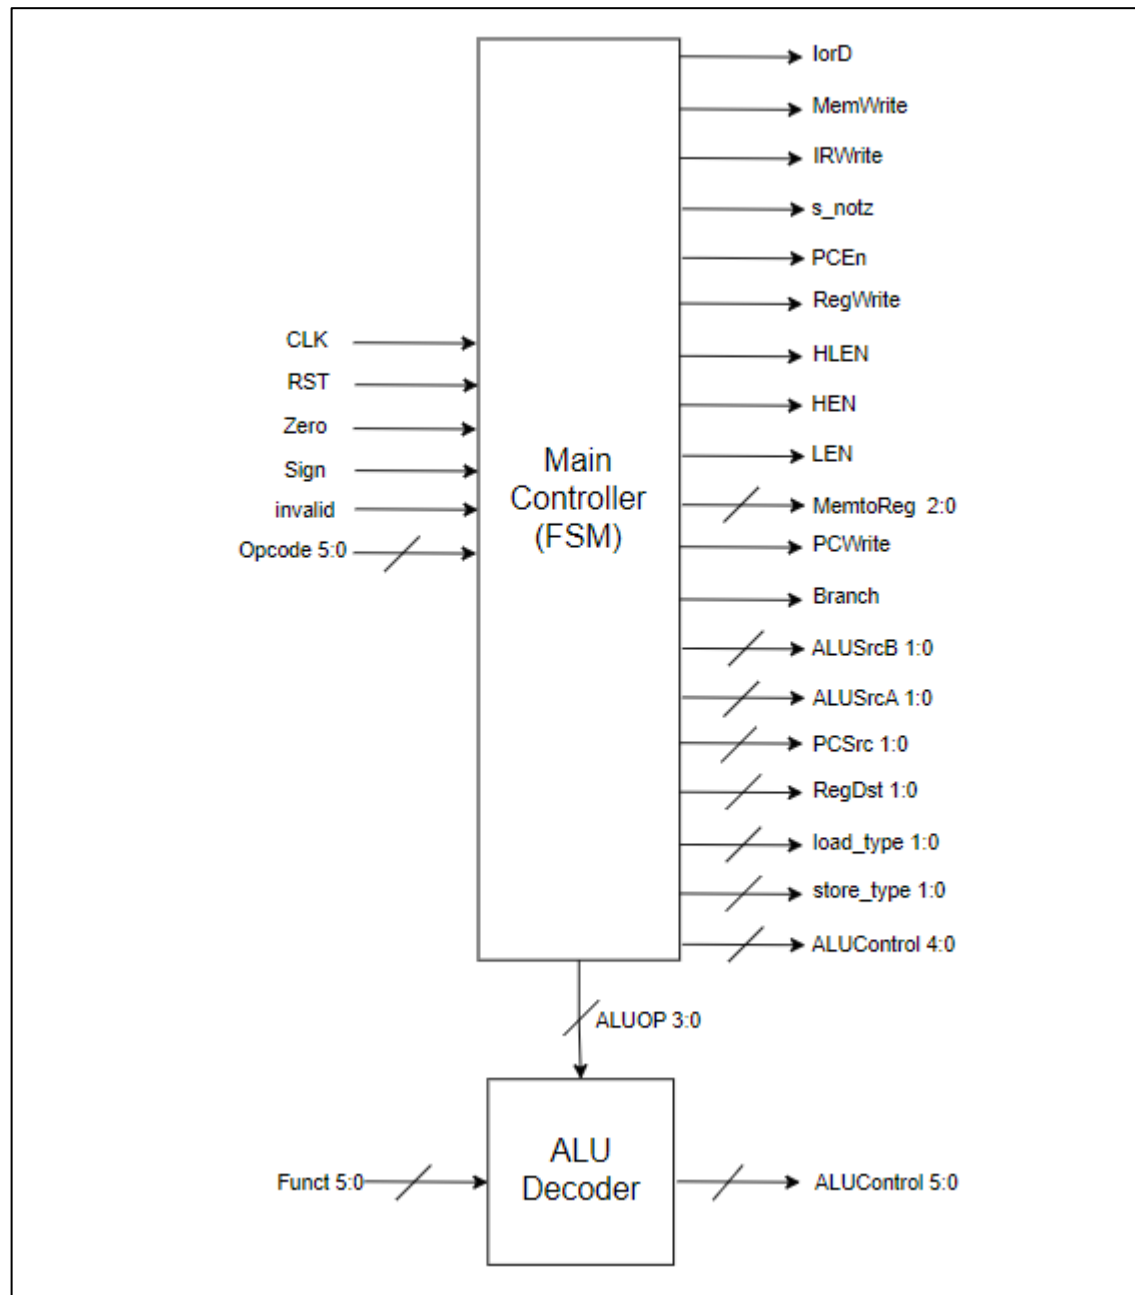 IorD
MemWrite
IRWrite
s_notz
PCEn
RegWrite
CLK
HLEN
RST
HEN
Zero
LEN
Main
Controller
(FSM)
Sign
invalid
MemtoReg 2:0
Opcode 5:0
PCWrite
Branch
ALUSrcB 1:0
ALUSrcA 1:0
PCSrc 1:0
RegDst 1:0
load_type 1:0
store_type 1:0
ALUControl 4:0
ALUOP 3:0
ALU
Decoder
Funct 5:0
ALUControl 5:0